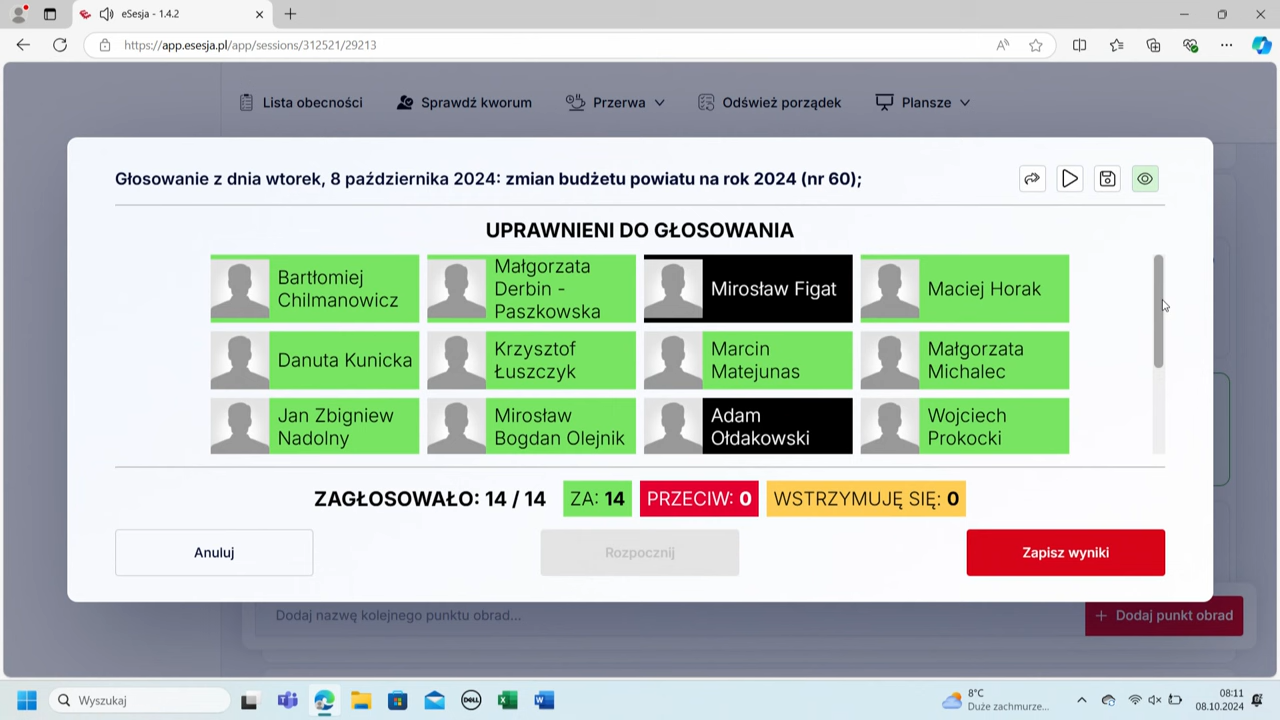 eSesja - 1.4.2
https://app.esesja.pl/app/sessions/312521/29213
Lista obecności
Sprawdź kworum
Przerwa
Odśwież porządek
Plansze
Głosowanie z dnia wtorek, 8 października 2024: zmian budżetu powiatu na rok 2024 (nr 60);
UPRAWNIENI DO GŁOSOWANIA
Bartłomiej
Chilmanowicz
Małgorzata
Derbin -
Paszkowska
Mirosław Figat
Maciej Horak
Danuta Kunicka
Krzysztof
Łuszczyk
Marcin
Matejunas
Małgorzata
Michalec
Jan Zbigniew
Nadolny
Mirosław
Bogdan Olejnik
Adam
Ołdakowski
Wojciech
Prokocki
ZAGŁOSOWAŁO: 14 / 14
ZA: 14
PRZECIW: 0
WSTRZYMUJĘ SIĘ: 0
Anuluj
Rozpocznij
Zapisz wyniki
Dodaj nazwę kolejnego punktu obrad...
+ Dodaj punkt obrad
Wyszukaj
DELL
8°C
Duże zachmurze...
08:11
08.10.2024